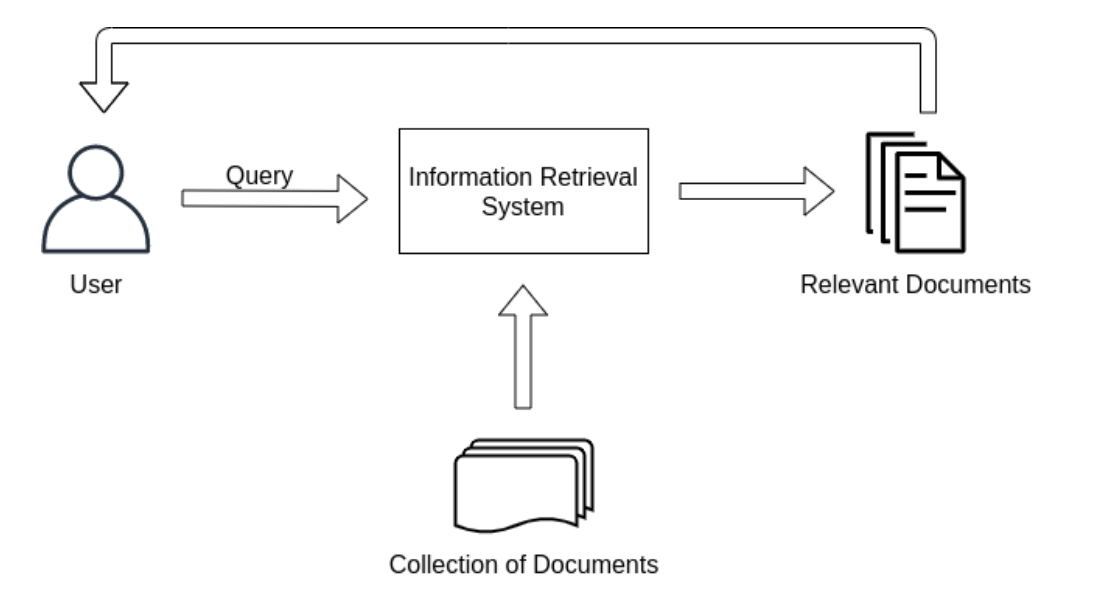 Query
Information Retrieval
System
User
Relevant Documents
Collection of Documents